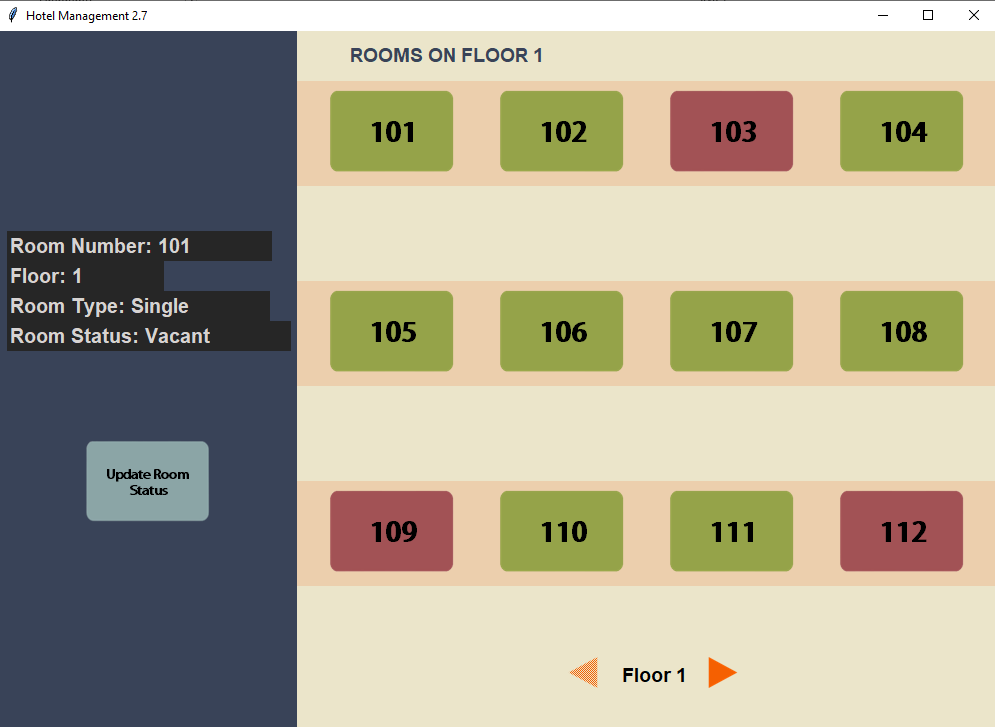 Hotel Management 2.7
ROOMS ON FLOOR 1
101 102 103 104
Room Number: 101
Floor: 1
Room Type: Single
Room Status: Vacant
105 106 107 108
Update Room
Status
109 110 111 112
Floor 1